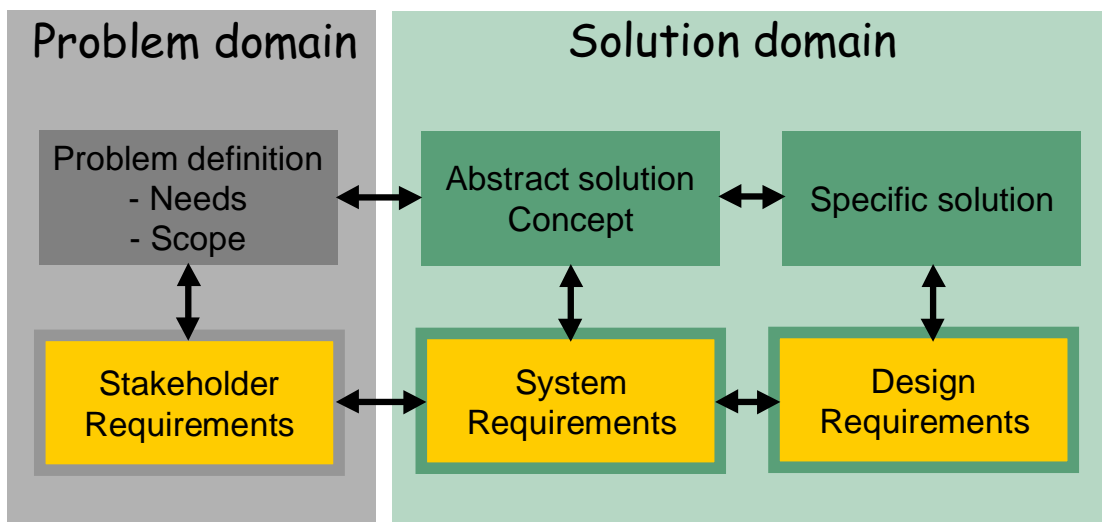 Problem domain
Solution domain
Problem definition
- Needs
- Scope
Abstract solution
Concept
Specific solution
Stakeholder
Requirements
System
Requirements
Design
Requirements